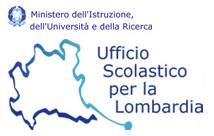 Ministero dell'Istruzione,
dell'Università e della Ricerca
Ufficio
Scolastico
per la
Lombardia